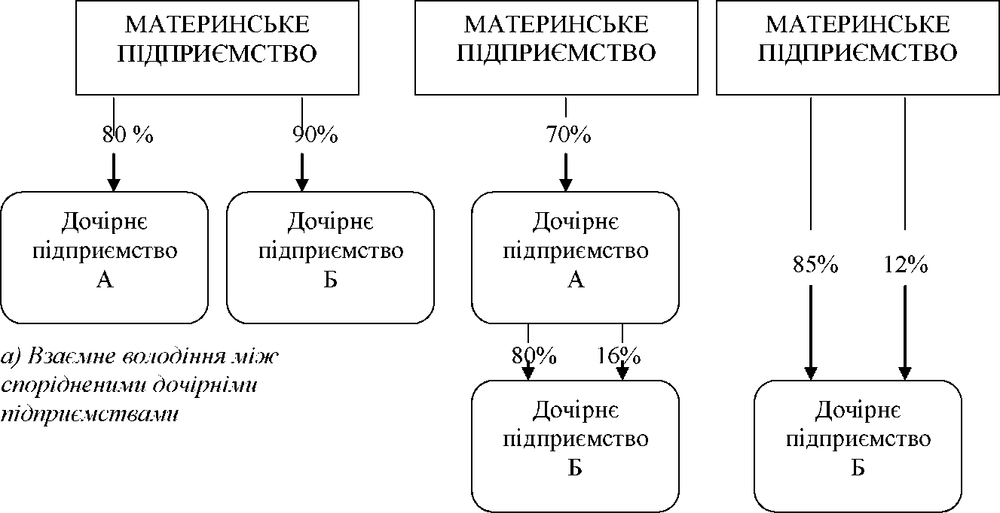 МАТЕРИНСЬКЕ
ПІДПРИЄМСТВО
80 %
90%
Дочірнє
підприємство
А
Дочірнє
підприємство
Б
а) Взаємне володіння між
спорідненими дочірніми
підприємствами
МАТЕРИНСЬКЕ
ПІДПРИЄМСТВО
70%
Дочірнє
підприємство
А
80%
16%
Дочірнє
підприємство
Б
МАТЕРИНСЬКЕ
ПІДПРИЄМСТВО
85%
12%
Дочірнє
підприємство
Б